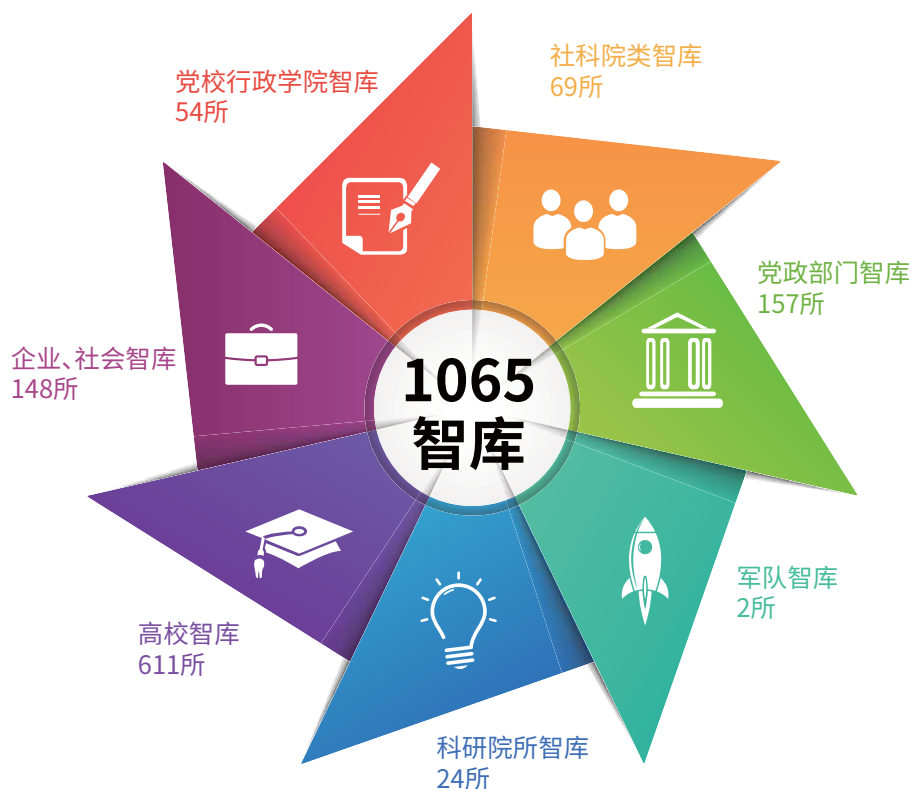 党校行政学院智库
54所
社科院类智库
69所
党政部门智库
157所
企业、社会智库
148所
1065
智库
军队智库
2所
高校智库
611所
科研院所智库
24所